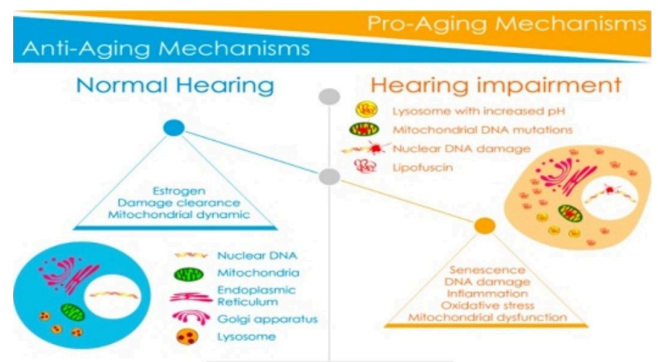 Pro-Aging Mechanisms
Anti-Aging Mechanisms
Normal Hearing
Hearing impairment
Lysosome with increased pH
Mitochondrial DNA mutations
Nuclear DNA damage
Lipofuscin
Estrogen
Damage clearance
Mitochondrial dynamic
Nuclear DNA
Mitochondria
Endoplasmic
Reticulum
Golgi apparatus
Lysosome
Senescence
DNA damage
Inflammation
Oxidative stress
Mitochondrial dysfunction